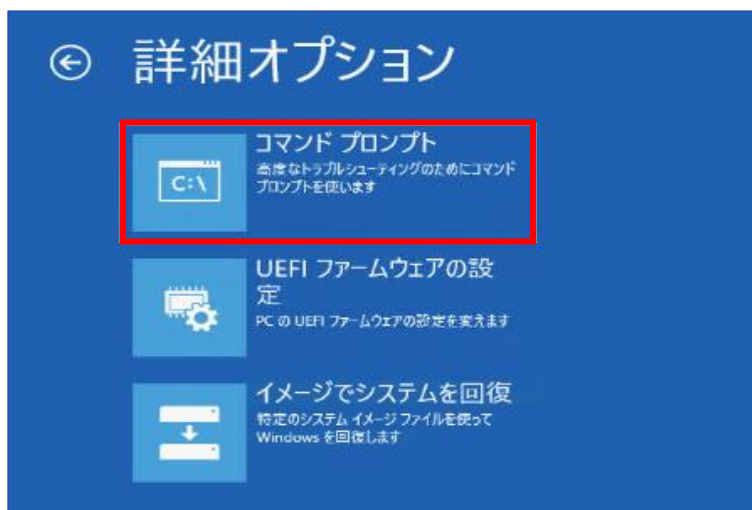 詳細オプション
コマンド プロンプト
高度なトラブルシューティングのためにコマンド
プロンプトを使います
C:\
UEFI ファームウェアの設
定
PC の UEFI ファームウェアの設定を変えます
イメージでシステムを回復
特定のシステム イメージ ファイルを使って
Windows を回復します